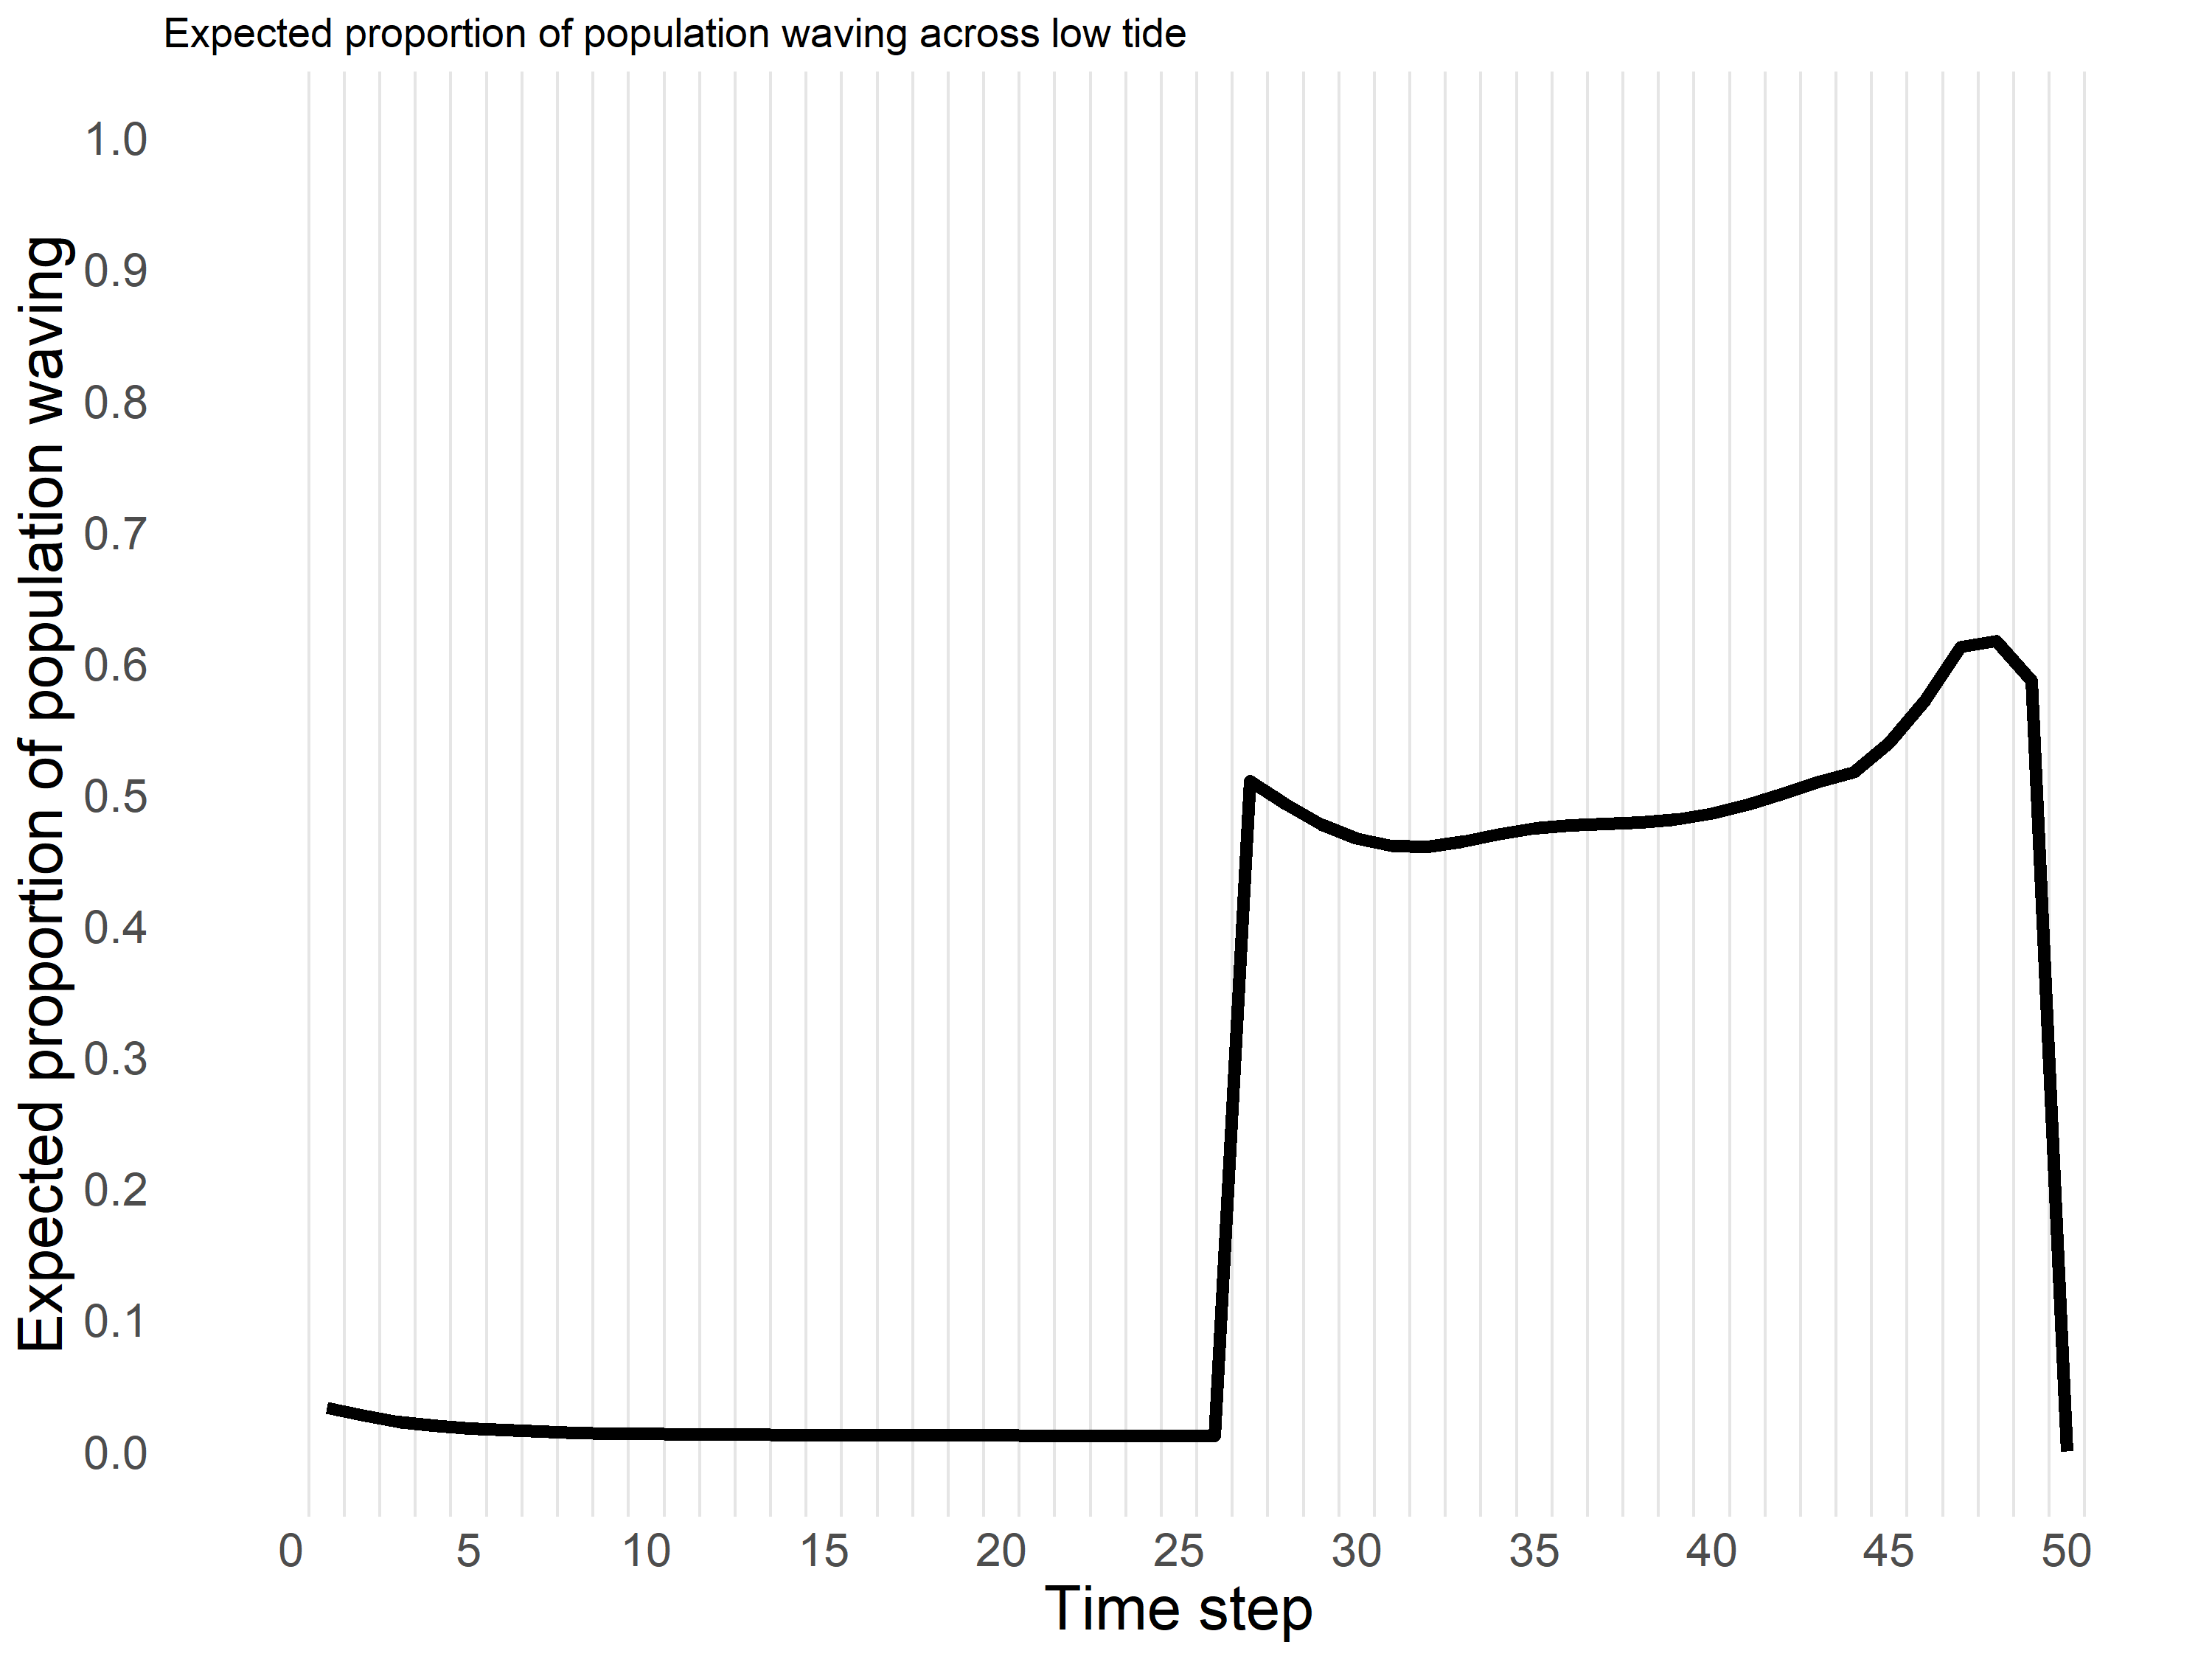 Expected proportion of population waving across low tide
Expected proportion of population waving
1.0
0.9
0.8
0.7
0.6
0.5
0.4
0.3
0.2
0.1
0.0
0 5 10 15 20 25 30 35 40 45 50
Time step